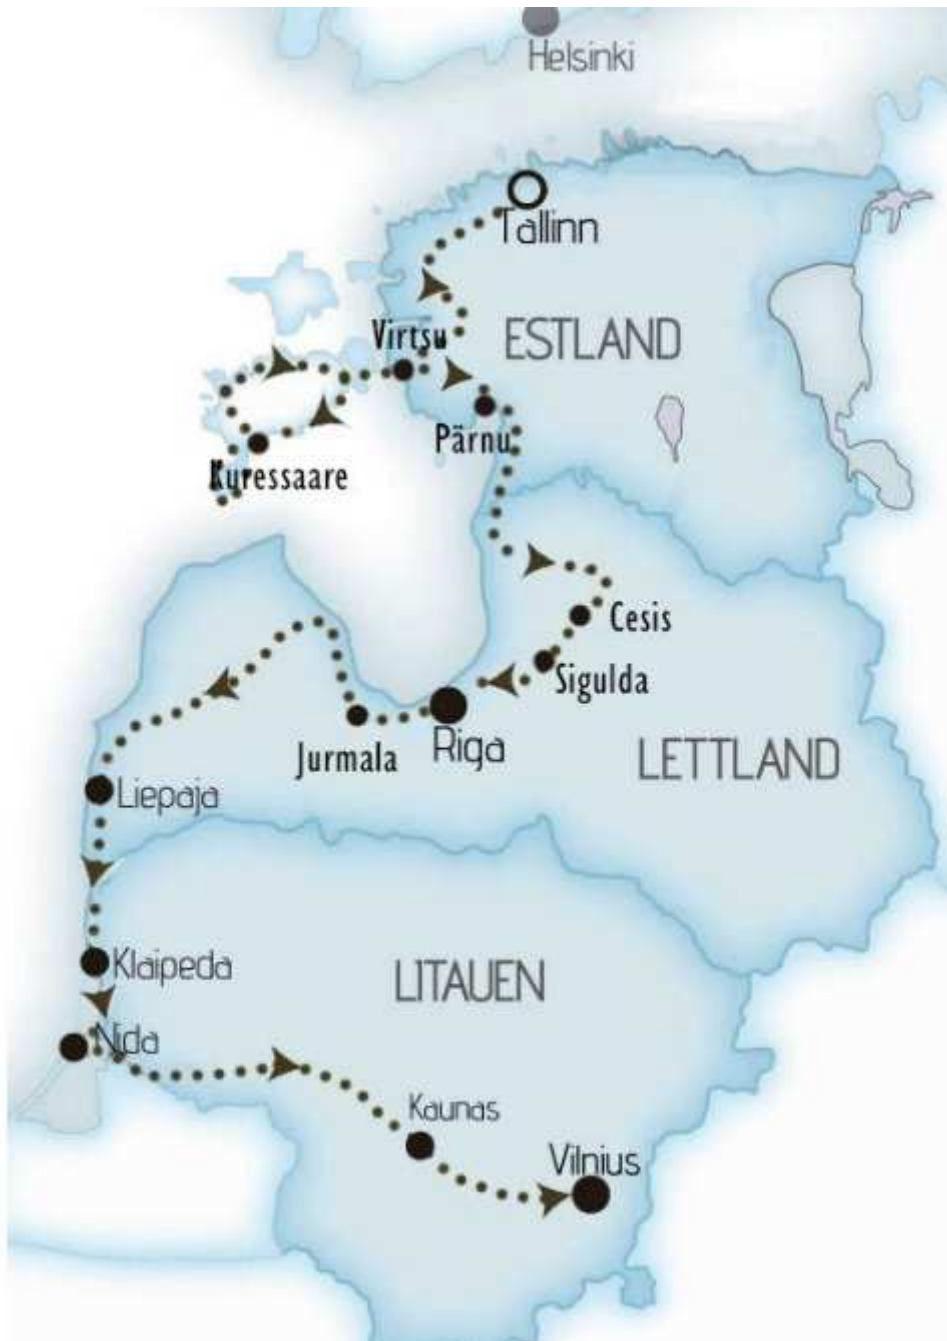 Helsinki
Tallinn
Virtsu
ESTLAND
Pärnu
Kuressaare
Cesis
Sigulda
Riga
Jurmala
LETTLAND
Liepaja
Klaipeda
LITAUEN
Nida
Kaunas
Vilnius